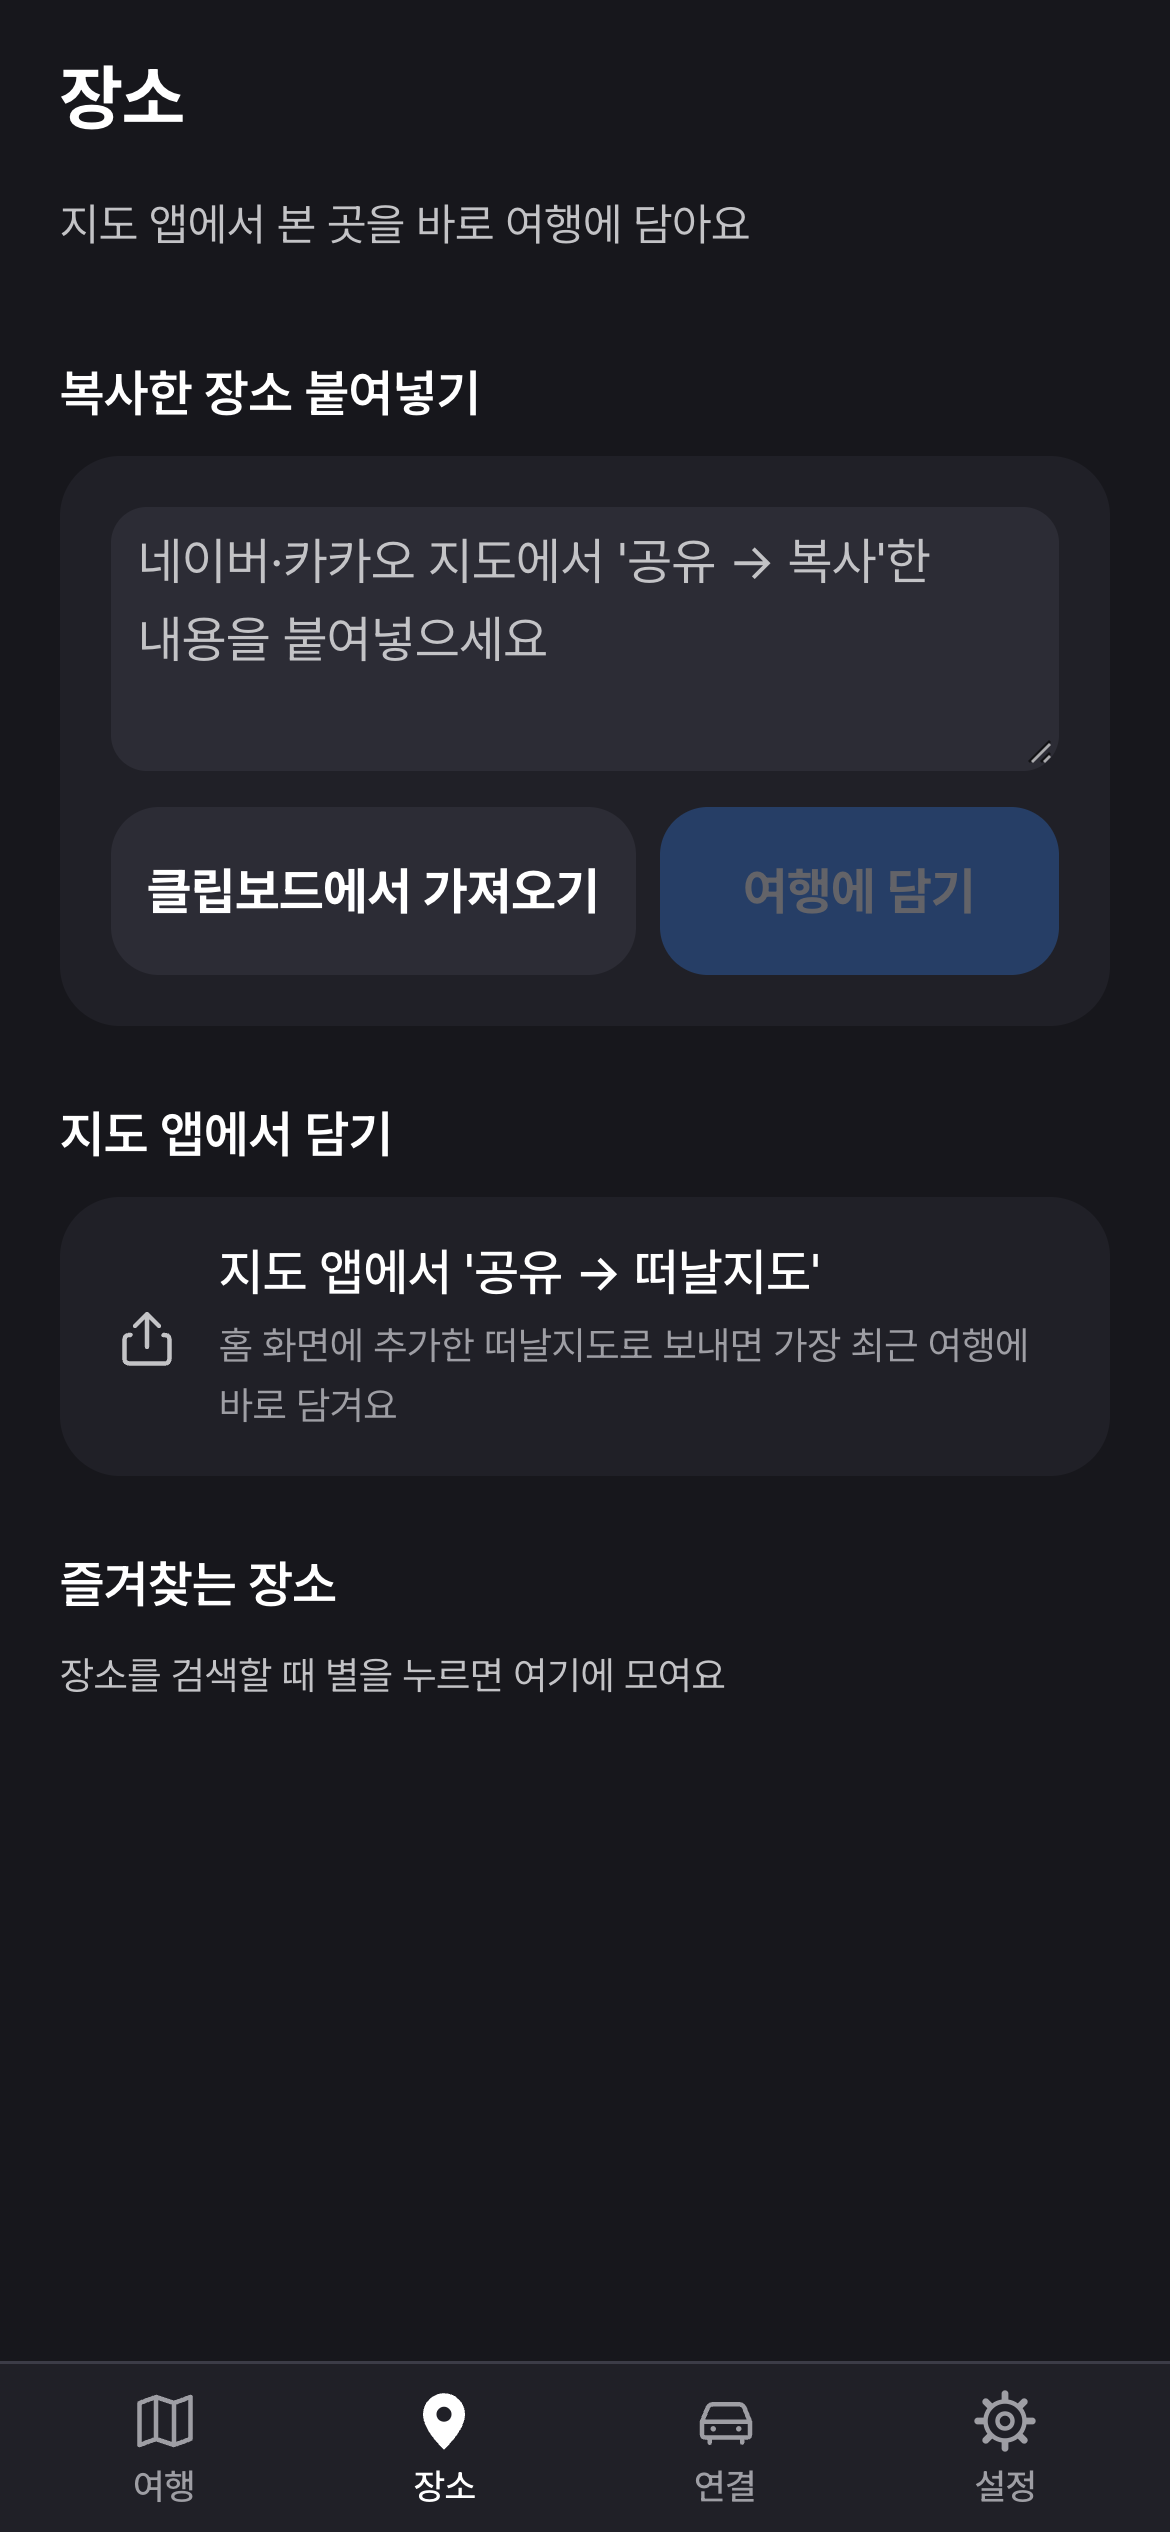 장소
지도 앱에서 본 곳을 바로 여행에 담아요
복사한 장소 붙여넣기
네이버·카카오 지도에서 '공유 → 복사'한
내용을 붙여넣으세요
클립보드에서 가져오기
여행에 담기
지도 앱에서 담기
지도 앱에서 '공유 → 떠날지도'
홈 화면에 추가한 떠날지도로 보내면 가장 최근 여행에
바로 담겨요
즐겨찾는 장소
장소를 검색할 때 별을 누르면 여기에 모여요
여행
장소
연결
설정